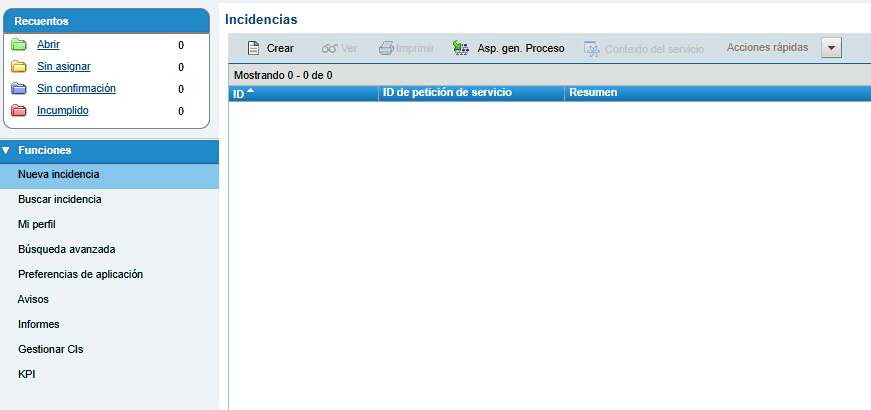 Recuentos
Abrir 0
Sin asignar 0
Sin confirmación 0
Incumplido 0
Funciones
Nueva incidencia
Buscar incidencia
Mi perfil
Búsqueda avanzada
Preferencias de aplicación
Avisos
Informes
Gestionar CIs
KPI
Incidencias
Crear Ver Imprimir Asp. gen. Proceso Contexto del servicio Acciones rápidas
Mostrando 0 - 0 de 0
ID ID de petición de servicio Resumen